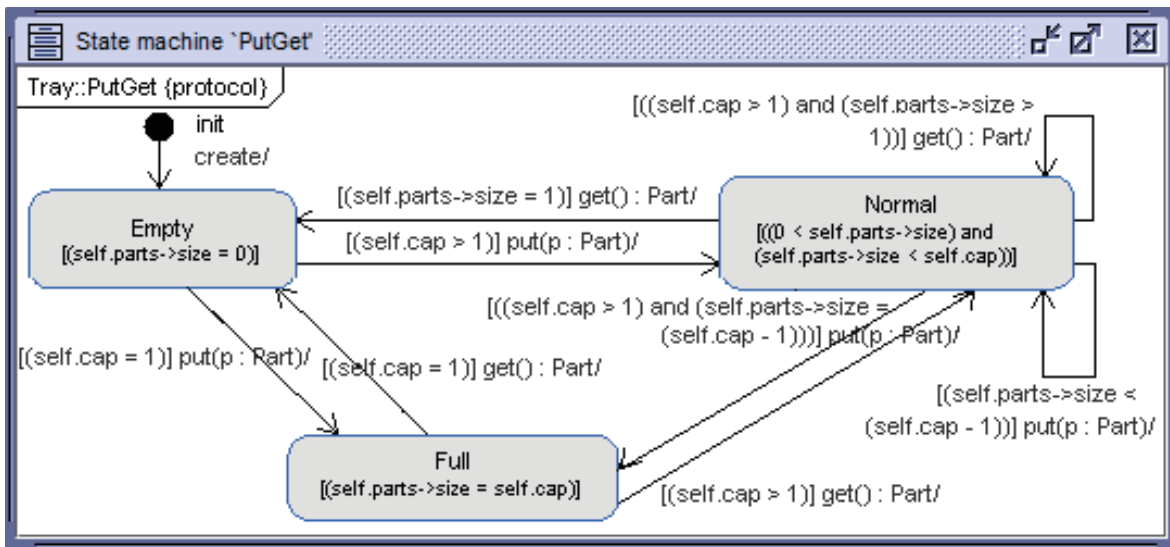 State machine `PutGet'
Tray::PutGet {protocol}
init
create/
[((self.cap > 1) and (self.parts->size >
1))] get() : Part/
[(self.parts->size = 1)] get() : Part/
Empty
[(self.parts->size = 0)]
[(self.cap > 1)] put(p : Part)/
Normal
[((0 < self.parts->size) and
(self.parts->size < self.cap))]
[((self.cap > 1) and (self.parts->size =
(self.cap - 1)))] put(p : Part)/
[(self.cap = 1)] put(p : Part)/
[(self.cap = 1)] get() : Part/
[(self.parts->size <
(self.cap - 1))] put(p : Part)/
Full
[(self.parts->size = self.cap)]
[(self.cap > 1)] get() : Part/